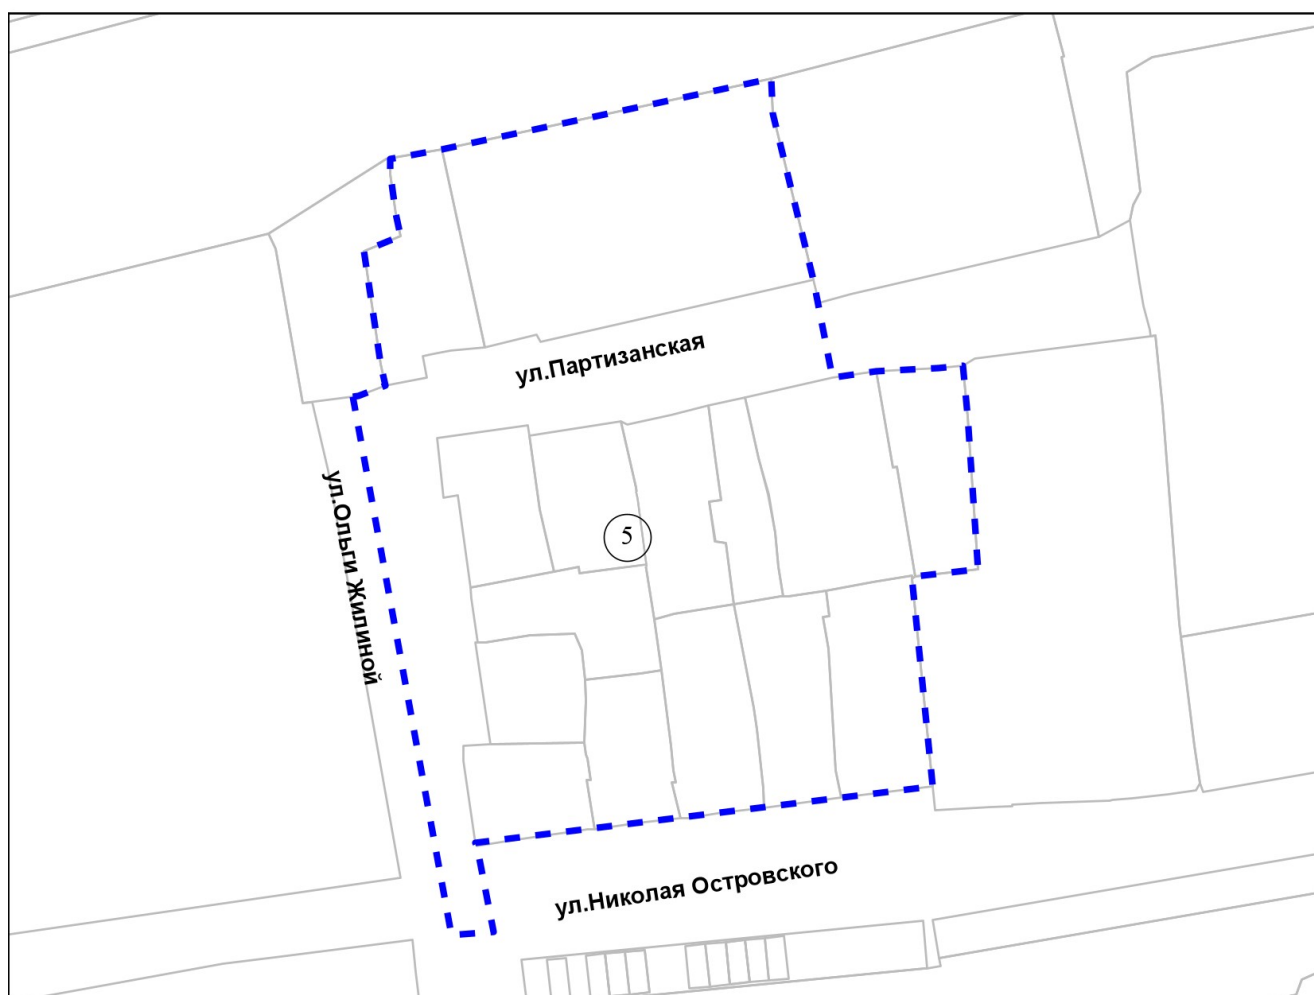 ул.Партизанская
ул.Ольги Жилиной
5
ул.Николая Островского